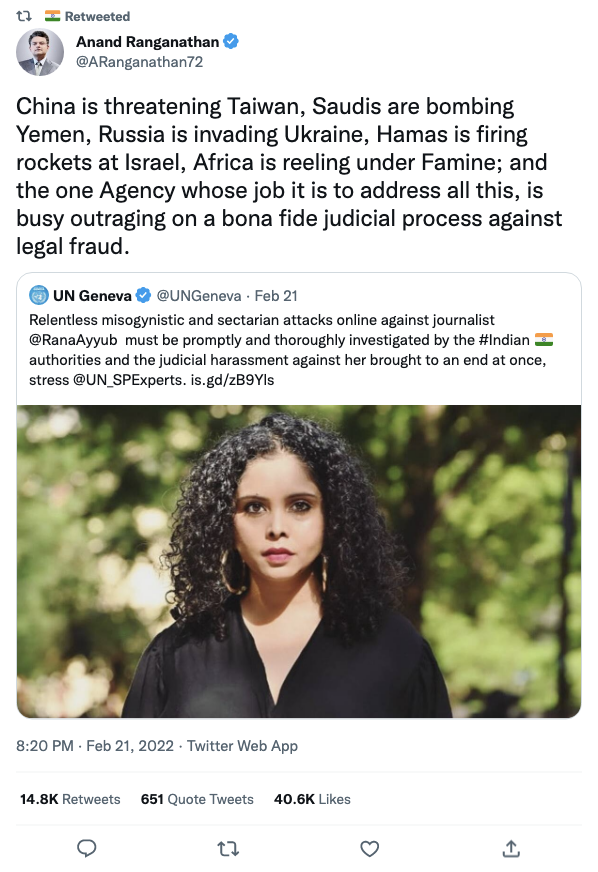 Retweeted
Anand Ranganathan
@ARanganathan72
China is threatening Taiwan, Saudis are bombing
Yemen, Russia is invading Ukraine, Hamas is firing
rockets at Israel, Africa is reeling under Famine; and
the one Agency whose job it is to address all this, is
busy outraging on a bona fide judicial process against
legal fraud.
UN Geneva @UNGeneva · Feb 21
Relentless misogynistic and sectarian attacks online against journalist
@RanaAyyub must be promptly and thoroughly investigated by the #Indian
authorities and the judicial harassment against her brought to an end at once,
stress @UN_SPExperts. is.gd/zB9Yls
8:20 PM · Feb 21, 2022 · Twitter Web App
14.8K Retweets 651 Quote Tweets 40.6K Likes